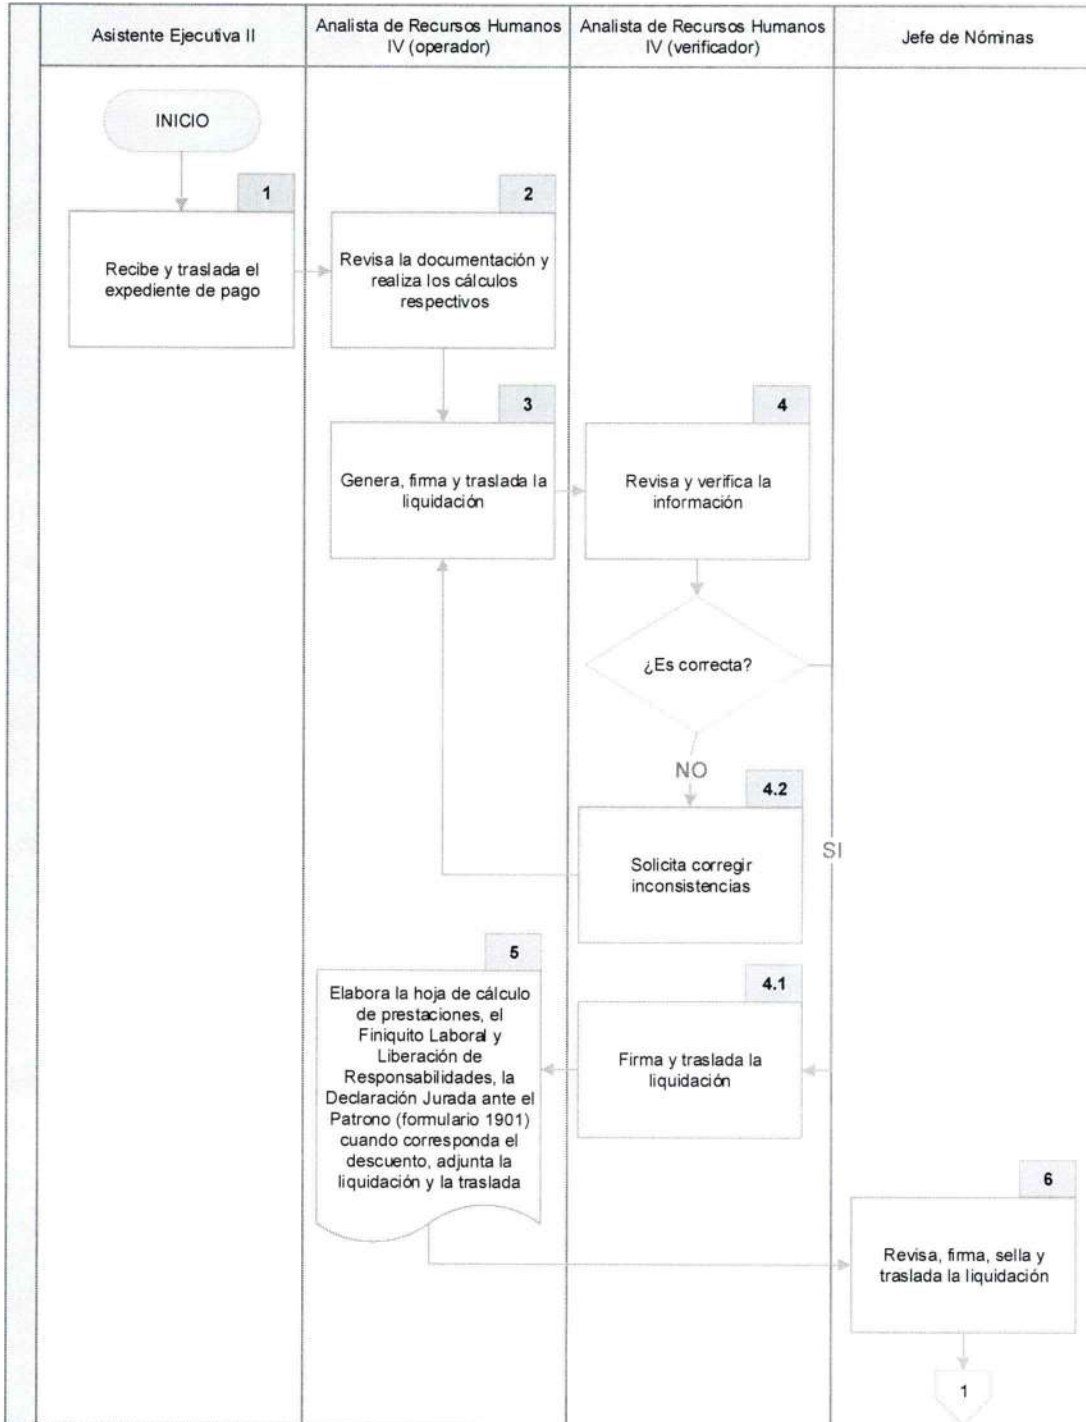 Asistente Ejecutiva II
Analista de Recursos Humanos
IV (operador)
Analista de Recursos Humanos
IV (verificador)
Jefe de Nóminas
INICIO
1
Recibe y traslada el
expediente de pago
2
Revisa la documentación y
realiza los cálculos
respectivos
3
Genera, firma y traslada la
liquidación
4
Revisa y verifica la
información
¿Es correcta?
NO
SI
4.2
Solicita corregir
inconsistencias
4.1
Firma y traslada la
liquidación
5
Elabora la hoja de cálculo
de prestaciones, el
Finiquito Laboral y
Liberación de
Responsabilidades, la
Declaración Jurada ante el
Patrono (formulario 1901)
cuando corresponda el
descuento, adjunta la
liquidación y la traslada
6
Revisa, firma, sella y
traslada la liquidación
1